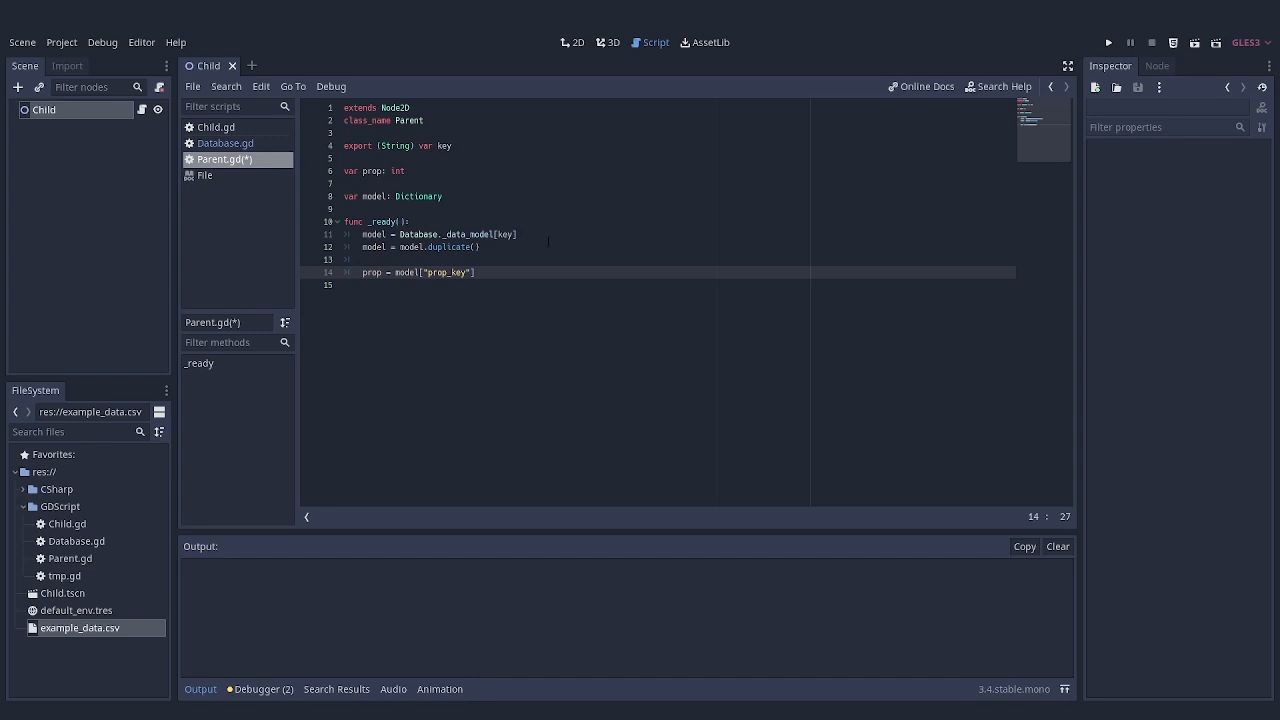 Scene Project Debug Editor Help
2D 3D Script AssetLib
GLES3
Scene Import
Filter nodes
Child
Child
File Search Edit Go To Debug
Online Docs Search Help
Filter scripts
Child.gd
Database.gd
Parent.gd(*)
File
Parent.gd(*)
Filter methods
_ready
1 extends Node2D
2 class_name Parent
3
4 export (String) var key
5
6 var prop: int
7
8 var model: Dictionary
9
10 func _ready():
11 model = Database._data_model[key]
12 model = model.duplicate()
13
14 prop = model["prop_key"]
15
14 : 27
Inspector Node
Filter properties
FileSystem
res://example_data.csv
Search files
Favorites:
res://
CSharp
GDScript
Child.gd
Database.gd
Parent.gd
tmp.gd
Child.tscn
default_env.tres
example_data.csv
Output:
Copy Clear
Output Debugger (2) Search Results Audio Animation
3.4.stable.mono